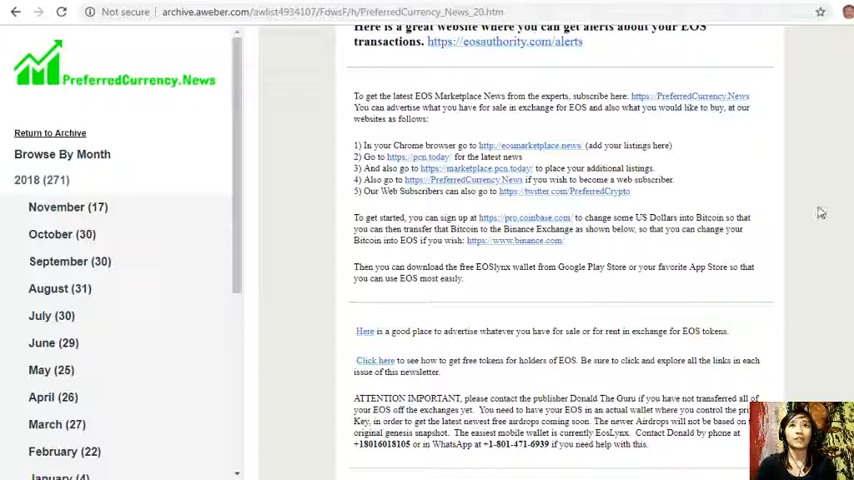 Not secure | archive.aweber.com/awlist4934107/FdwsF/h/PreferredCurrency_News_20.htm
PreferredCurrency.News
Return to Archive
Browse By Month
2018 (271)
November (17)
October (30)
September (30)
August (31)
July (30)
June (29)
May (25)
April (26)
March (27)
February (22)
January (4)
Here is a great website where you can get alerts about your EOS
transactions. https://eosauthority.com/alerts
To get the latest EOS Marketplace News from the experts, subscribe here: https://PreferredCurrency.News
You can advertise what you have for sale in exchange for EOS and also what you would like to buy, at our
websites as follows:
1) In your Chrome browser go to http://eosmarketplace.news/ (add your listings here)
2) Go to https://pcn.today/ for the latest news
3) And also go to https://marketplace.pcn.today/ to place your additional listings.
4) Also go to https://PreferredCurrency.News if you wish to become a web subscriber.
5) Our Web Subscribers can also go to https://twitter.com/PreferredCrypto
To get started, you can sign up at https://pro.coinbase.com/ to change some US Dollars into Bitcoin so that
you can then transfer that Bitcoin to the Binance Exchange as shown below, so that you can change your
Bitcoin into EOS if you wish: https://www.binance.com/
Then you can download the free EOSlynx wallet from Google Play Store or your favorite App Store so that
you can use EOS most easily.
Here is a good place to advertise whatever you have for sale or for rent in exchange for EOS tokens.
Click here to see how to get free tokens for holders of EOS. Be sure to click and explore all the links in each
issue of this newsletter.
ATTENTION IMPORTANT, please contact the publisher Donald The Guru if you have not transferred all of
your EOS off the exchanges yet. You need to have your EOS in an actual wallet where you control the
Key, in order to get the latest newest free airdrops coming soon. The newer Airdrops will not be based on
original genesis snapshot. The easiest mobile wallet is currently EosLynx. Contact Donald by phone at
+18016018105 or in WhatsApp at +1-801-471-6939 if you need help with this.